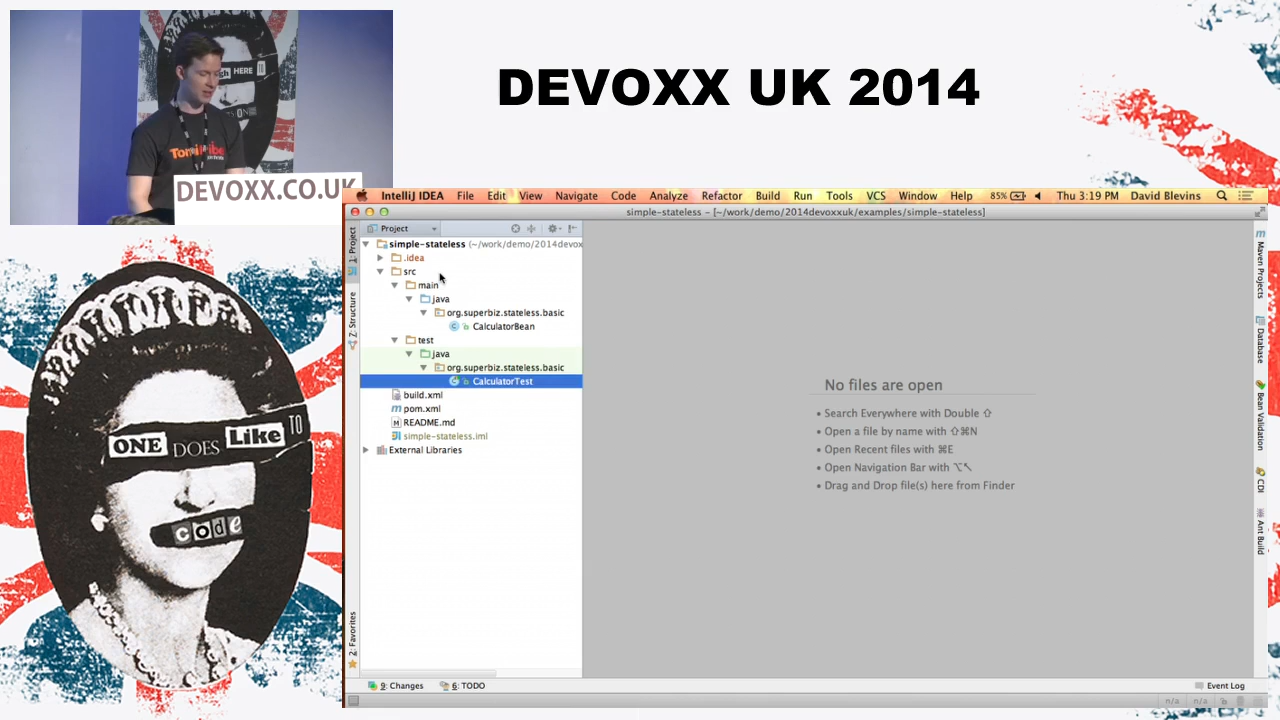 DEVOXX UK 2014
HERE
DEVOXX.CO.UK
ONE DOES Like TO
code
IntelliJ IDEA File Edit View Navigate Code Analyze Refactor Build Run Tools VCS Window Help 85% Thu 3:19 PM David Blevins
simple-stateless – [~/work/demo/2014devoxxuk/examples/simple-stateless]
Project
simple-stateless (~/work/demo/2014devox
.idea
src
main
java
org.superbiz.stateless.basic
CalculatorBean
test
java
org.superbiz.stateless.basic
CalculatorTest
build.xml
pom.xml
README.md
simple-stateless.iml
External Libraries
1: Project
7: Structure
2: Favorites
No files are open
• Search Everywhere with Double ⇧
• Open a file by name with ⇧⌘N
• Open Recent files with ⌘E
• Open Navigation Bar with ⌥↖
• Drag and Drop file(s) here from Finder
Maven Projects
Database
Bean Validation
CDI
Ant Build
9: Changes 6: TODO Event Log
n/a n/a